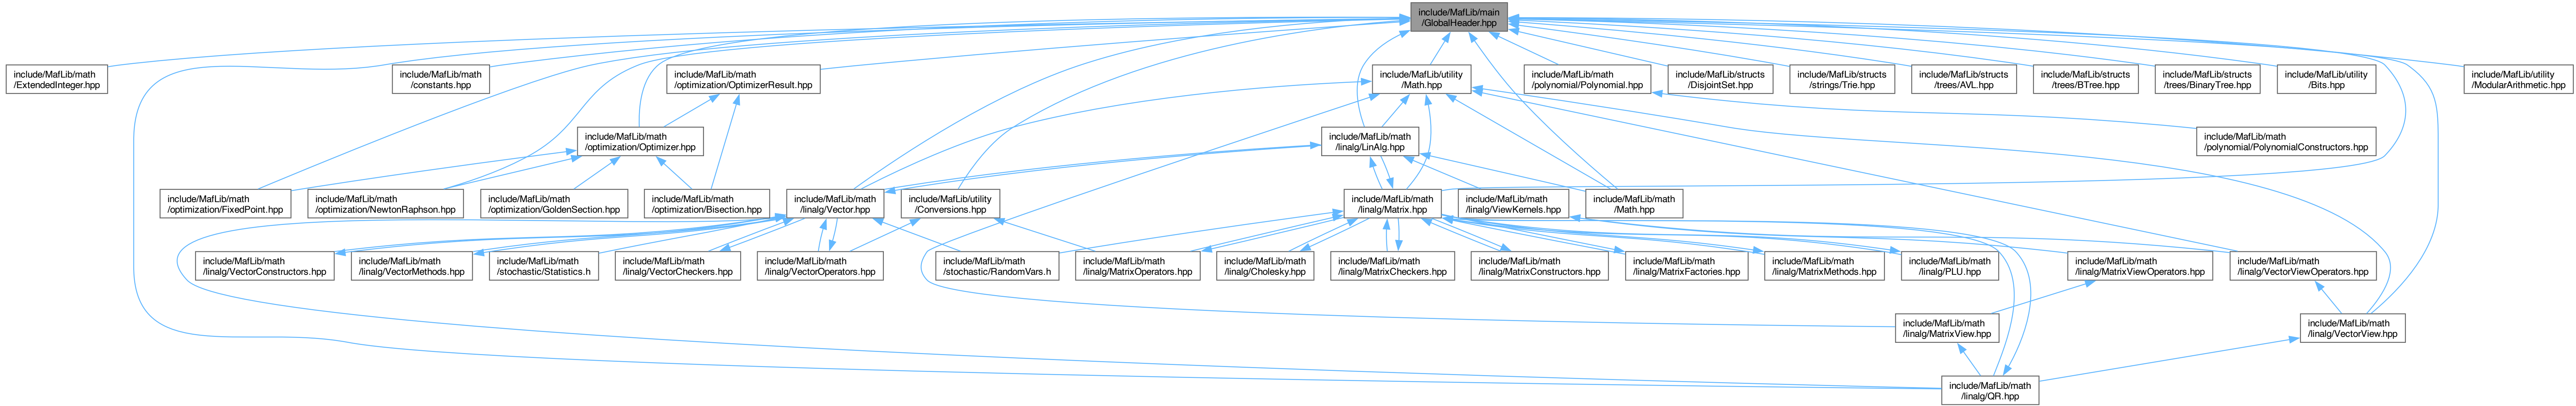 include/MafLib/main
/GlobalHeader.hpp
include/MafLib/math
/ExtendedInteger.hpp
include/MafLib/math
/constants.hpp
include/MafLib/math
/optimization/OptimizerResult.hpp
include/MafLib/utility
/Math.hpp
include/MafLib/math
/polynomial/Polynomial.hpp
include/MafLib/structs
/DisjointSet.hpp
include/MafLib/structs
/strings/Trie.hpp
include/MafLib/structs
/trees/AVL.hpp
include/MafLib/structs
/trees/BTree.hpp
include/MafLib/structs
/trees/BinaryTree.hpp
include/MafLib/utility
/Bits.hpp
include/MafLib/utility
/ModularArithmetic.hpp
include/MafLib/math
/optimization/Optimizer.hpp
include/MafLib/math
/linalg/LinAlg.hpp
include/MafLib/math
/polynomial/PolynomialConstructors.hpp
include/MafLib/math
/optimization/FixedPoint.hpp
include/MafLib/math
/optimization/NewtonRaphson.hpp
include/MafLib/math
/optimization/GoldenSection.hpp
include/MafLib/math
/optimization/Bisection.hpp
include/MafLib/math
/linalg/Vector.hpp
include/MafLib/utility
/Conversions.hpp
include/MafLib/math
/linalg/Matrix.hpp
include/MafLib/math
/linalg/ViewKernels.hpp
include/MafLib/math
/Math.hpp
include/MafLib/math
/linalg/VectorConstructors.hpp
include/MafLib/math
/linalg/VectorMethods.hpp
include/MafLib/math
/stochastic/Statistics.h
include/MafLib/math
/linalg/VectorCheckers.hpp
include/MafLib/math
/linalg/VectorOperators.hpp
include/MafLib/math
/stochastic/RandomVars.h
include/MafLib/math
/linalg/MatrixOperators.hpp
include/MafLib/math
/linalg/Cholesky.hpp
include/MafLib/math
/linalg/MatrixCheckers.hpp
include/MafLib/math
/linalg/MatrixConstructors.hpp
include/MafLib/math
/linalg/MatrixFactories.hpp
include/MafLib/math
/linalg/MatrixMethods.hpp
include/MafLib/math
/linalg/PLU.hpp
include/MafLib/math
/linalg/MatrixViewOperators.hpp
include/MafLib/math
/linalg/VectorViewOperators.hpp
include/MafLib/math
/linalg/MatrixView.hpp
include/MafLib/math
/linalg/VectorView.hpp
include/MafLib/math
/linalg/QR.hpp